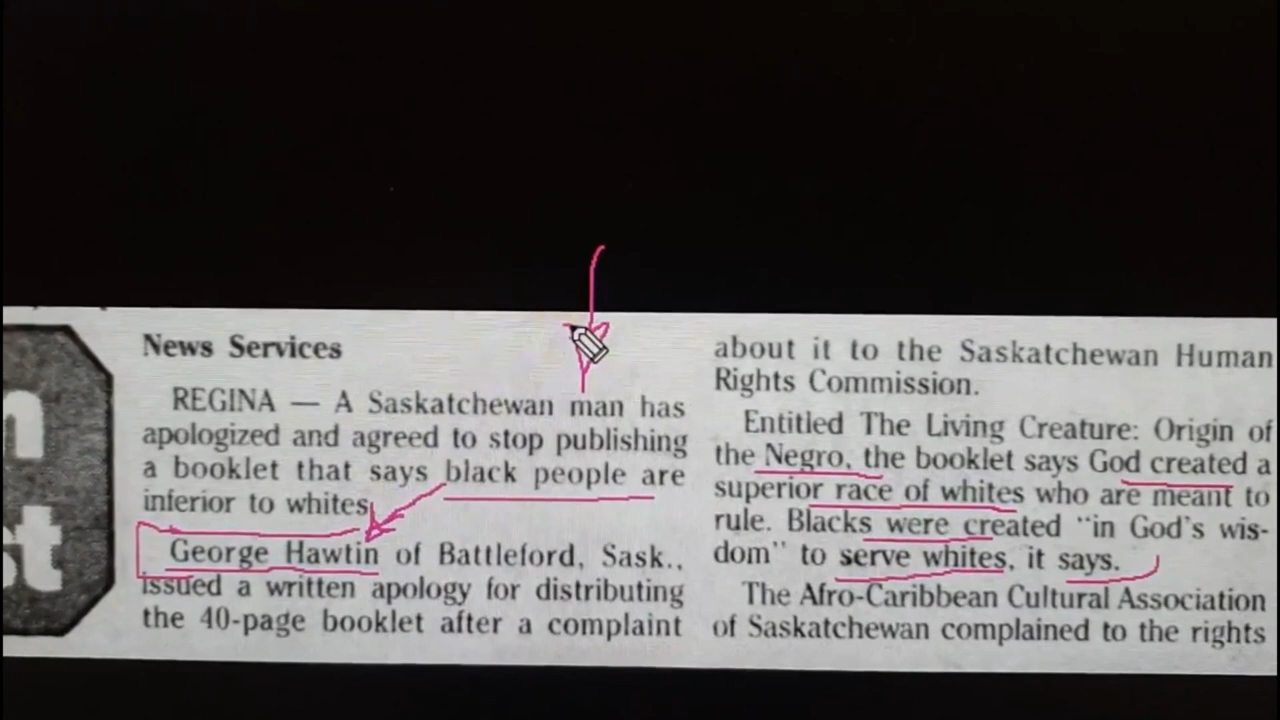 News Services
REGINA — A Saskatchewan man has
apologized and agreed to stop publishing
a booklet that says black people are
inferior to whites
George Hawtin of Battleford, Sask.,
issued a written apology for distributing
the 40-page booklet after a complaint
about it to the Saskatchewan Human
Rights Commission.
Entitled The Living Creature: Origin of
the Negro, the booklet says God created a
superior race of whites who are meant to
rule. Blacks were created “in God's wis-
dom” to serve whites, it says.
The Afro-Caribbean Cultural Association
of Saskatchewan complained to the rights